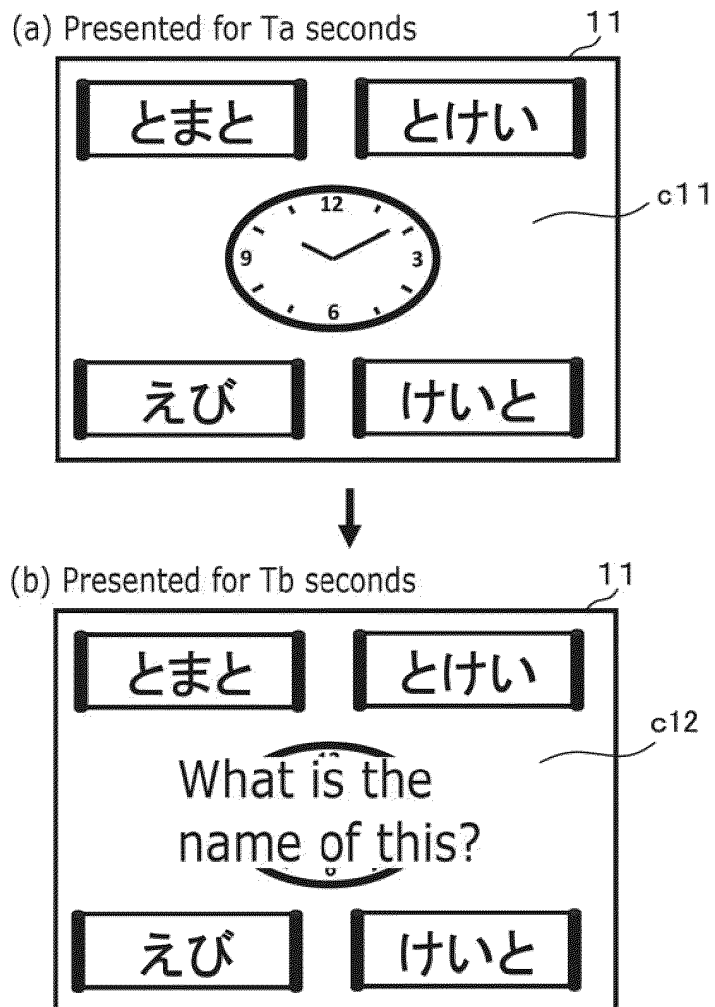 (a) Presented for Ta seconds
11
とまと とけい
c11
12
9 3
6
えび けいと
(b) Presented for Tb seconds
11
とまと とけい
c12
What is the
name of this?
えび けいと